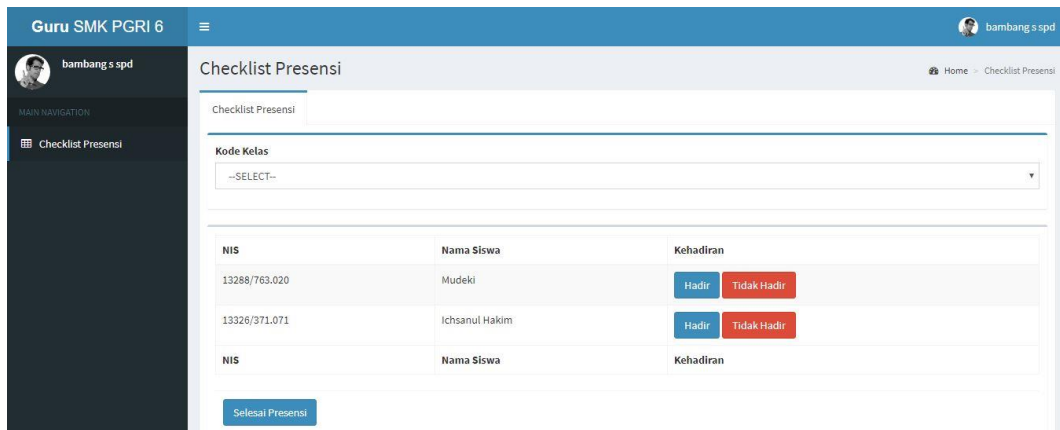 Guru SMK PGRI 6
bambang s spd
bambang s spd
MAIN NAVIGATION
Checklist Presensi
Checklist Presensi
Home > Checklist Presensi
Checklist Presensi
Kode Kelas
--SELECT--
NIS Nama Siswa Kehadiran
13288/763.020 Mudeki Hadir Tidak Hadir
13326/371.071 Ichsanul Hakim Hadir Tidak Hadir
NIS Nama Siswa Kehadiran
Selesai Presensi